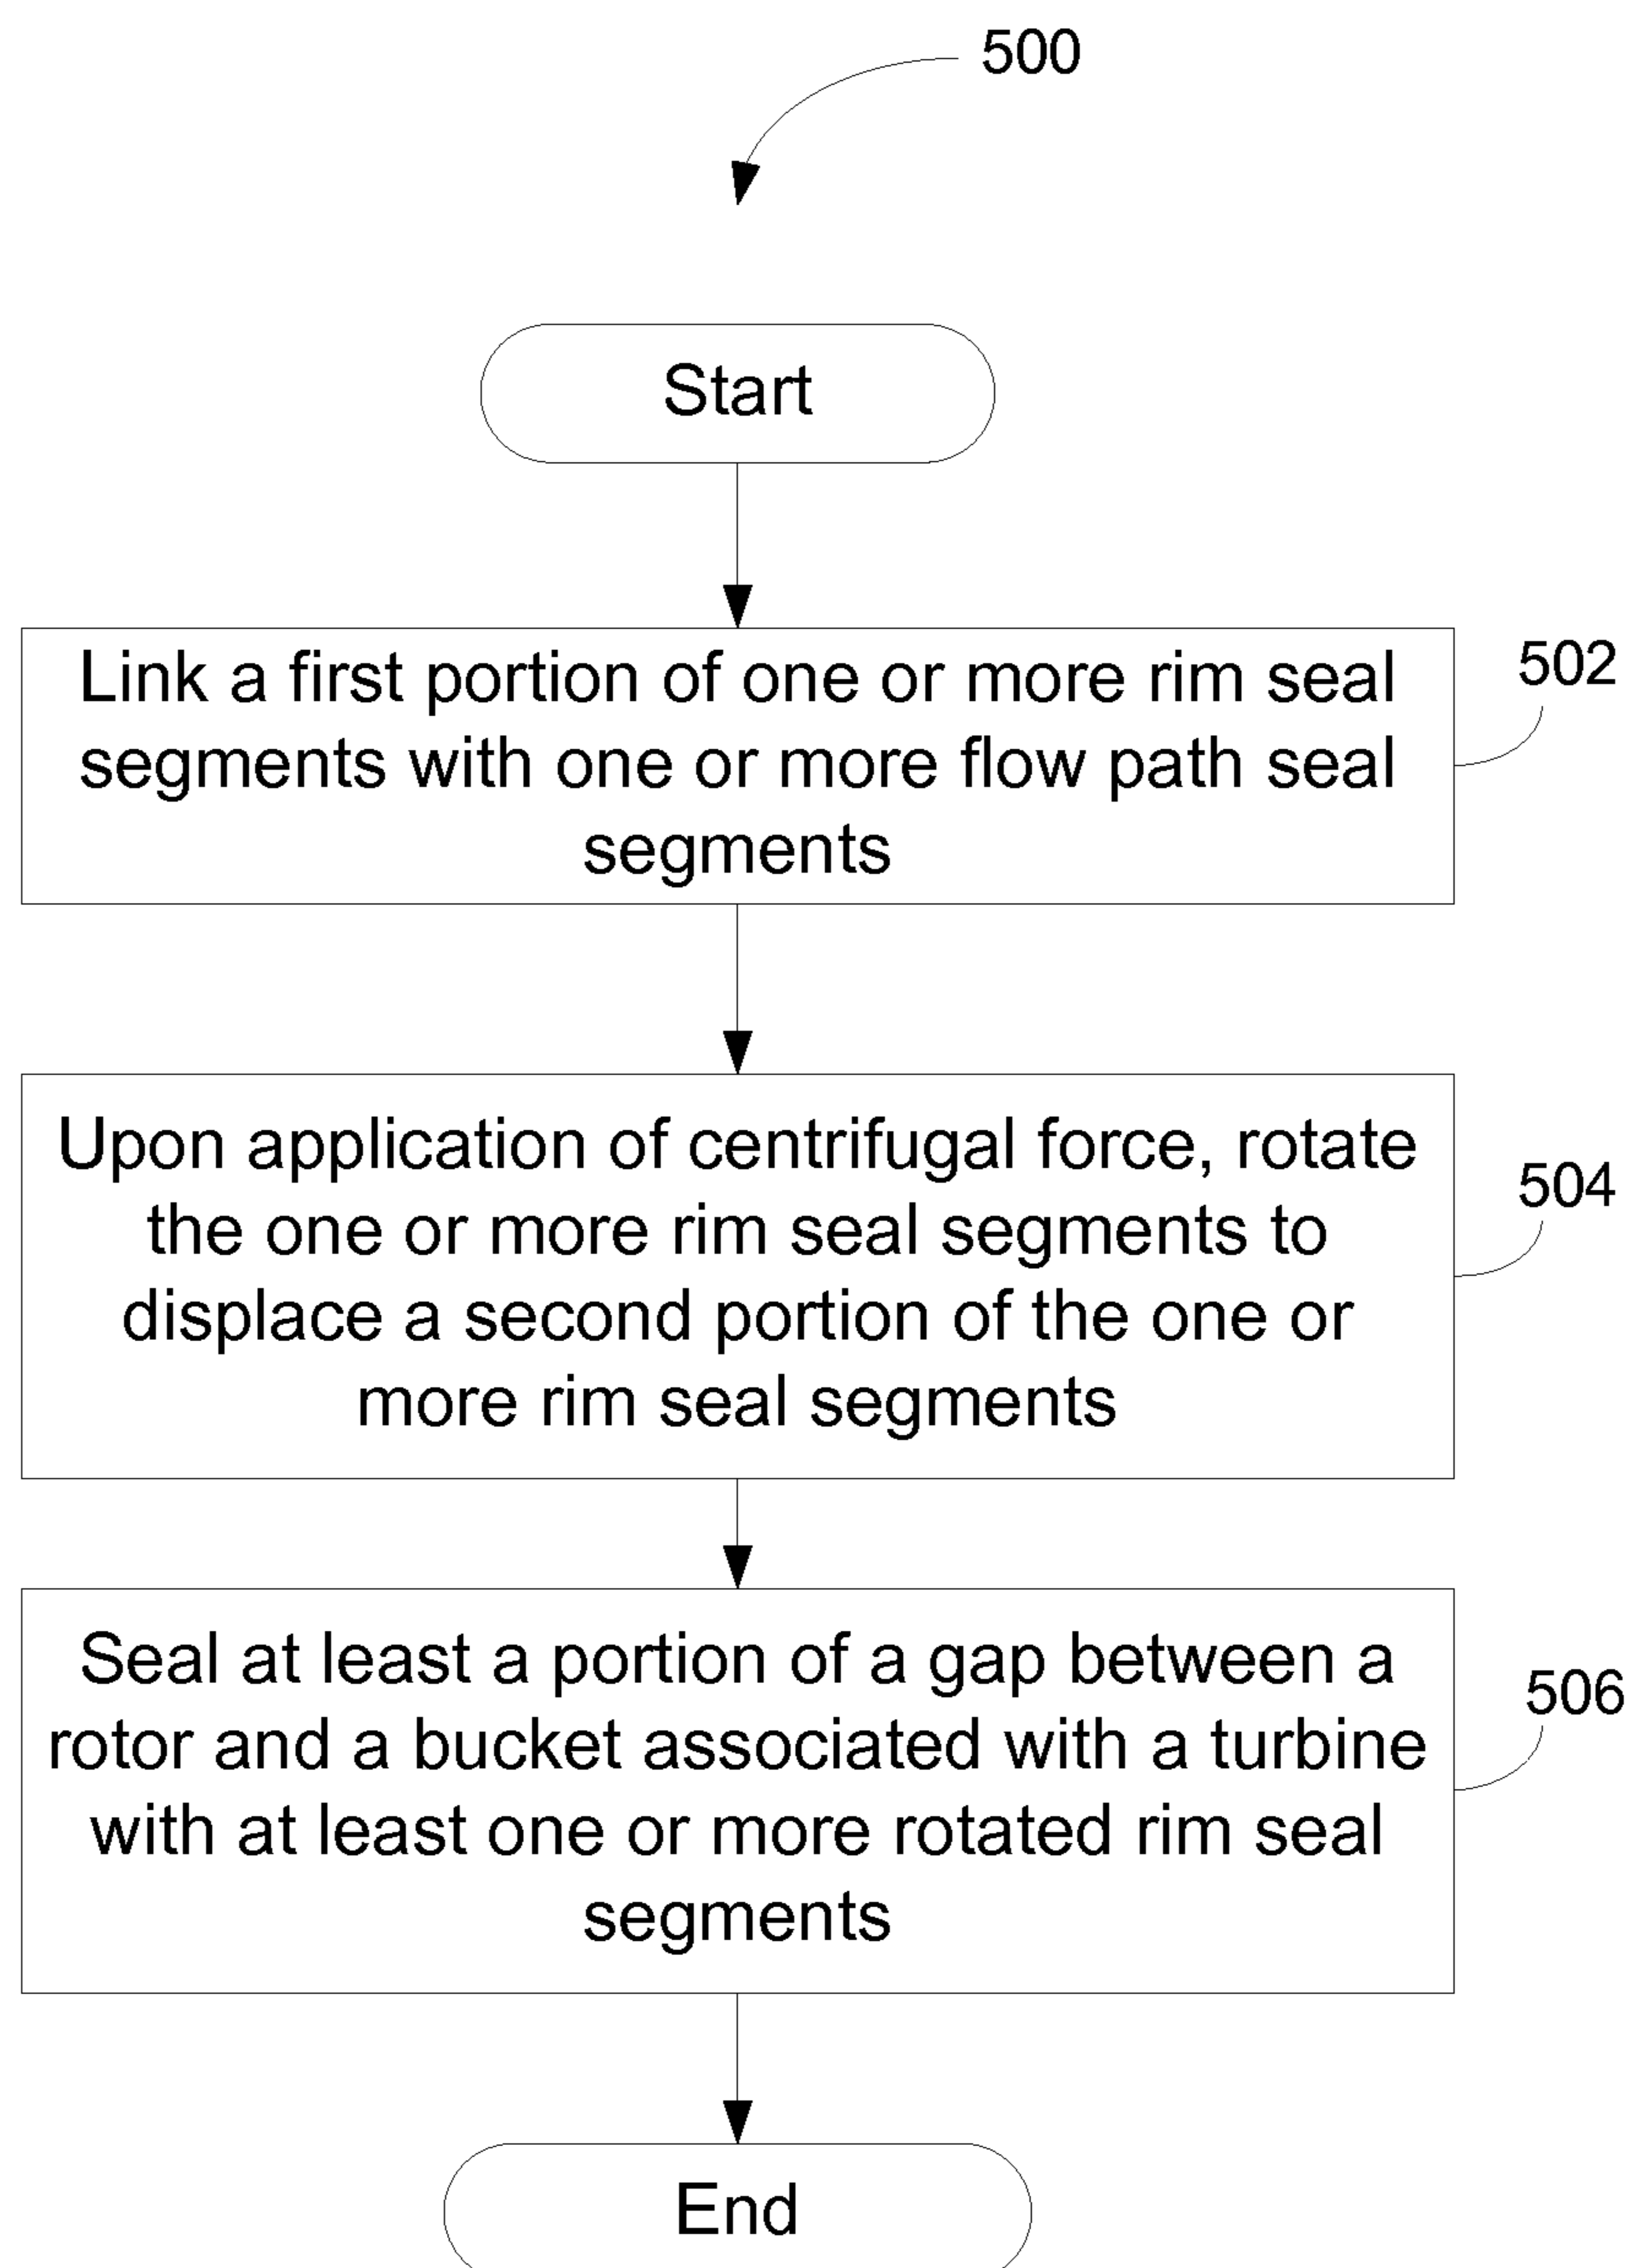 500
Start
Link a first portion of one or more rim seal
segments with one or more flow path seal
segments
502
Upon application of centrifugal force, rotate
the one or more rim seal segments to
displace a second portion of the one or
more rim seal segments
504
Seal at least a portion of a gap between a
rotor and a bucket associated with a turbine
with at least one or more rotated rim seal
segments
506
End